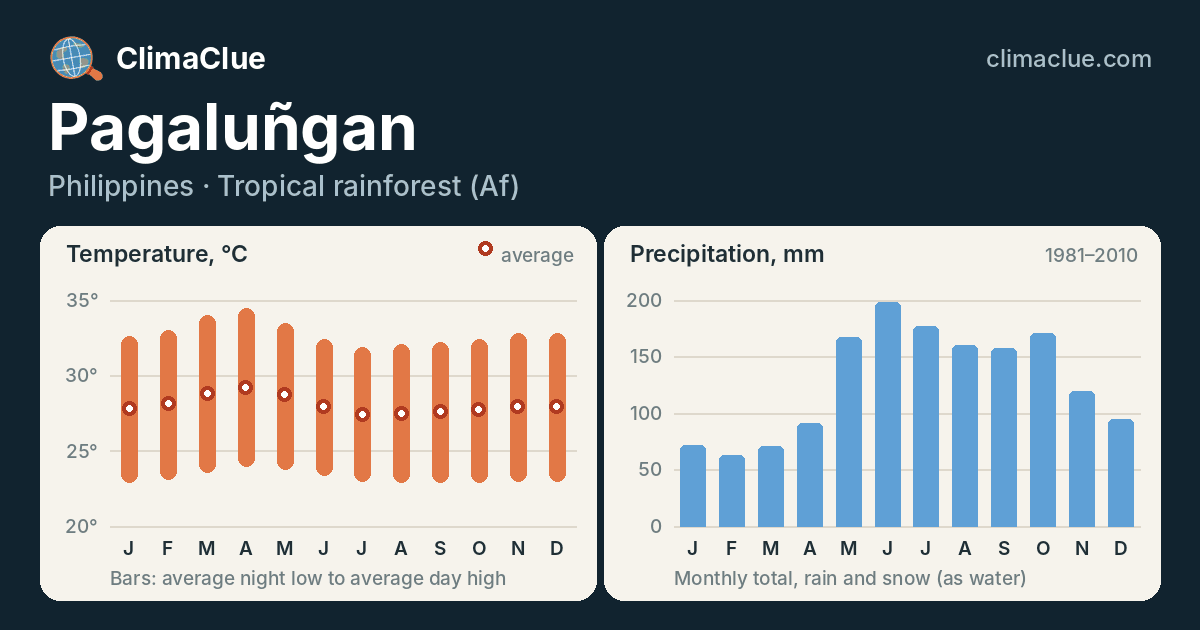 ClimaClue
climaclue.com
Pagaluñgan
Philippines · Tropical rainforest (Af)
Temperature, °C
average
35°
30°
25°
20°
J F M A M J J A S O N D
Bars: average night low to average day high
Precipitation, mm
1981–2010
200
150
100
50
0
J F M A M J J A S O N D
Monthly total, rain and snow (as water)